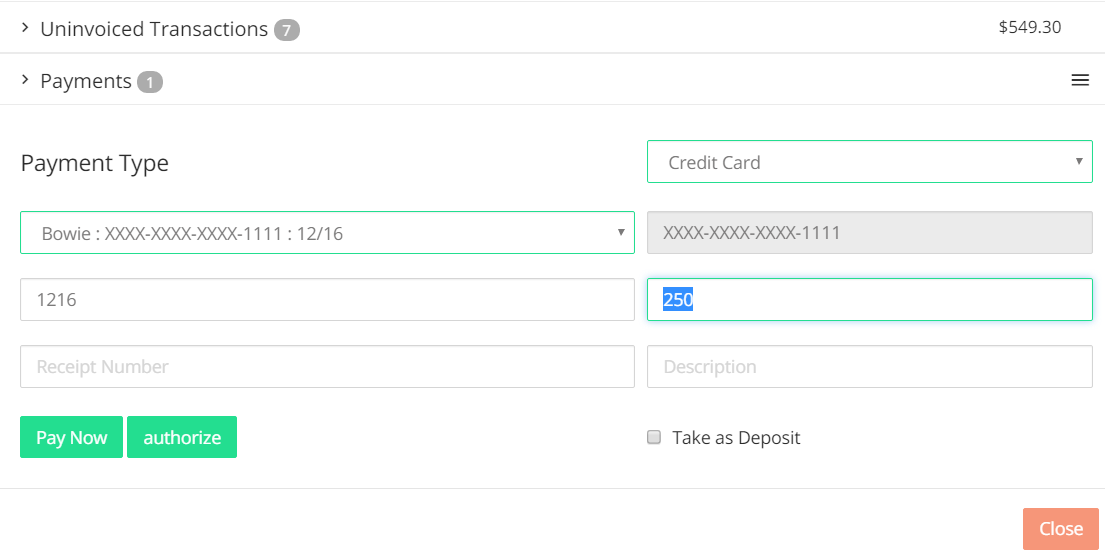 Uninvoiced Transactions 7 $549.30
Payments 1
Payment Type Credit Card
Bowie : XXXX-XXXX-XXXX-1111 : 12/16 XXXX-XXXX-XXXX-1111
1216 250
Receipt Number Description
Pay Now authorize Take as Deposit
Close